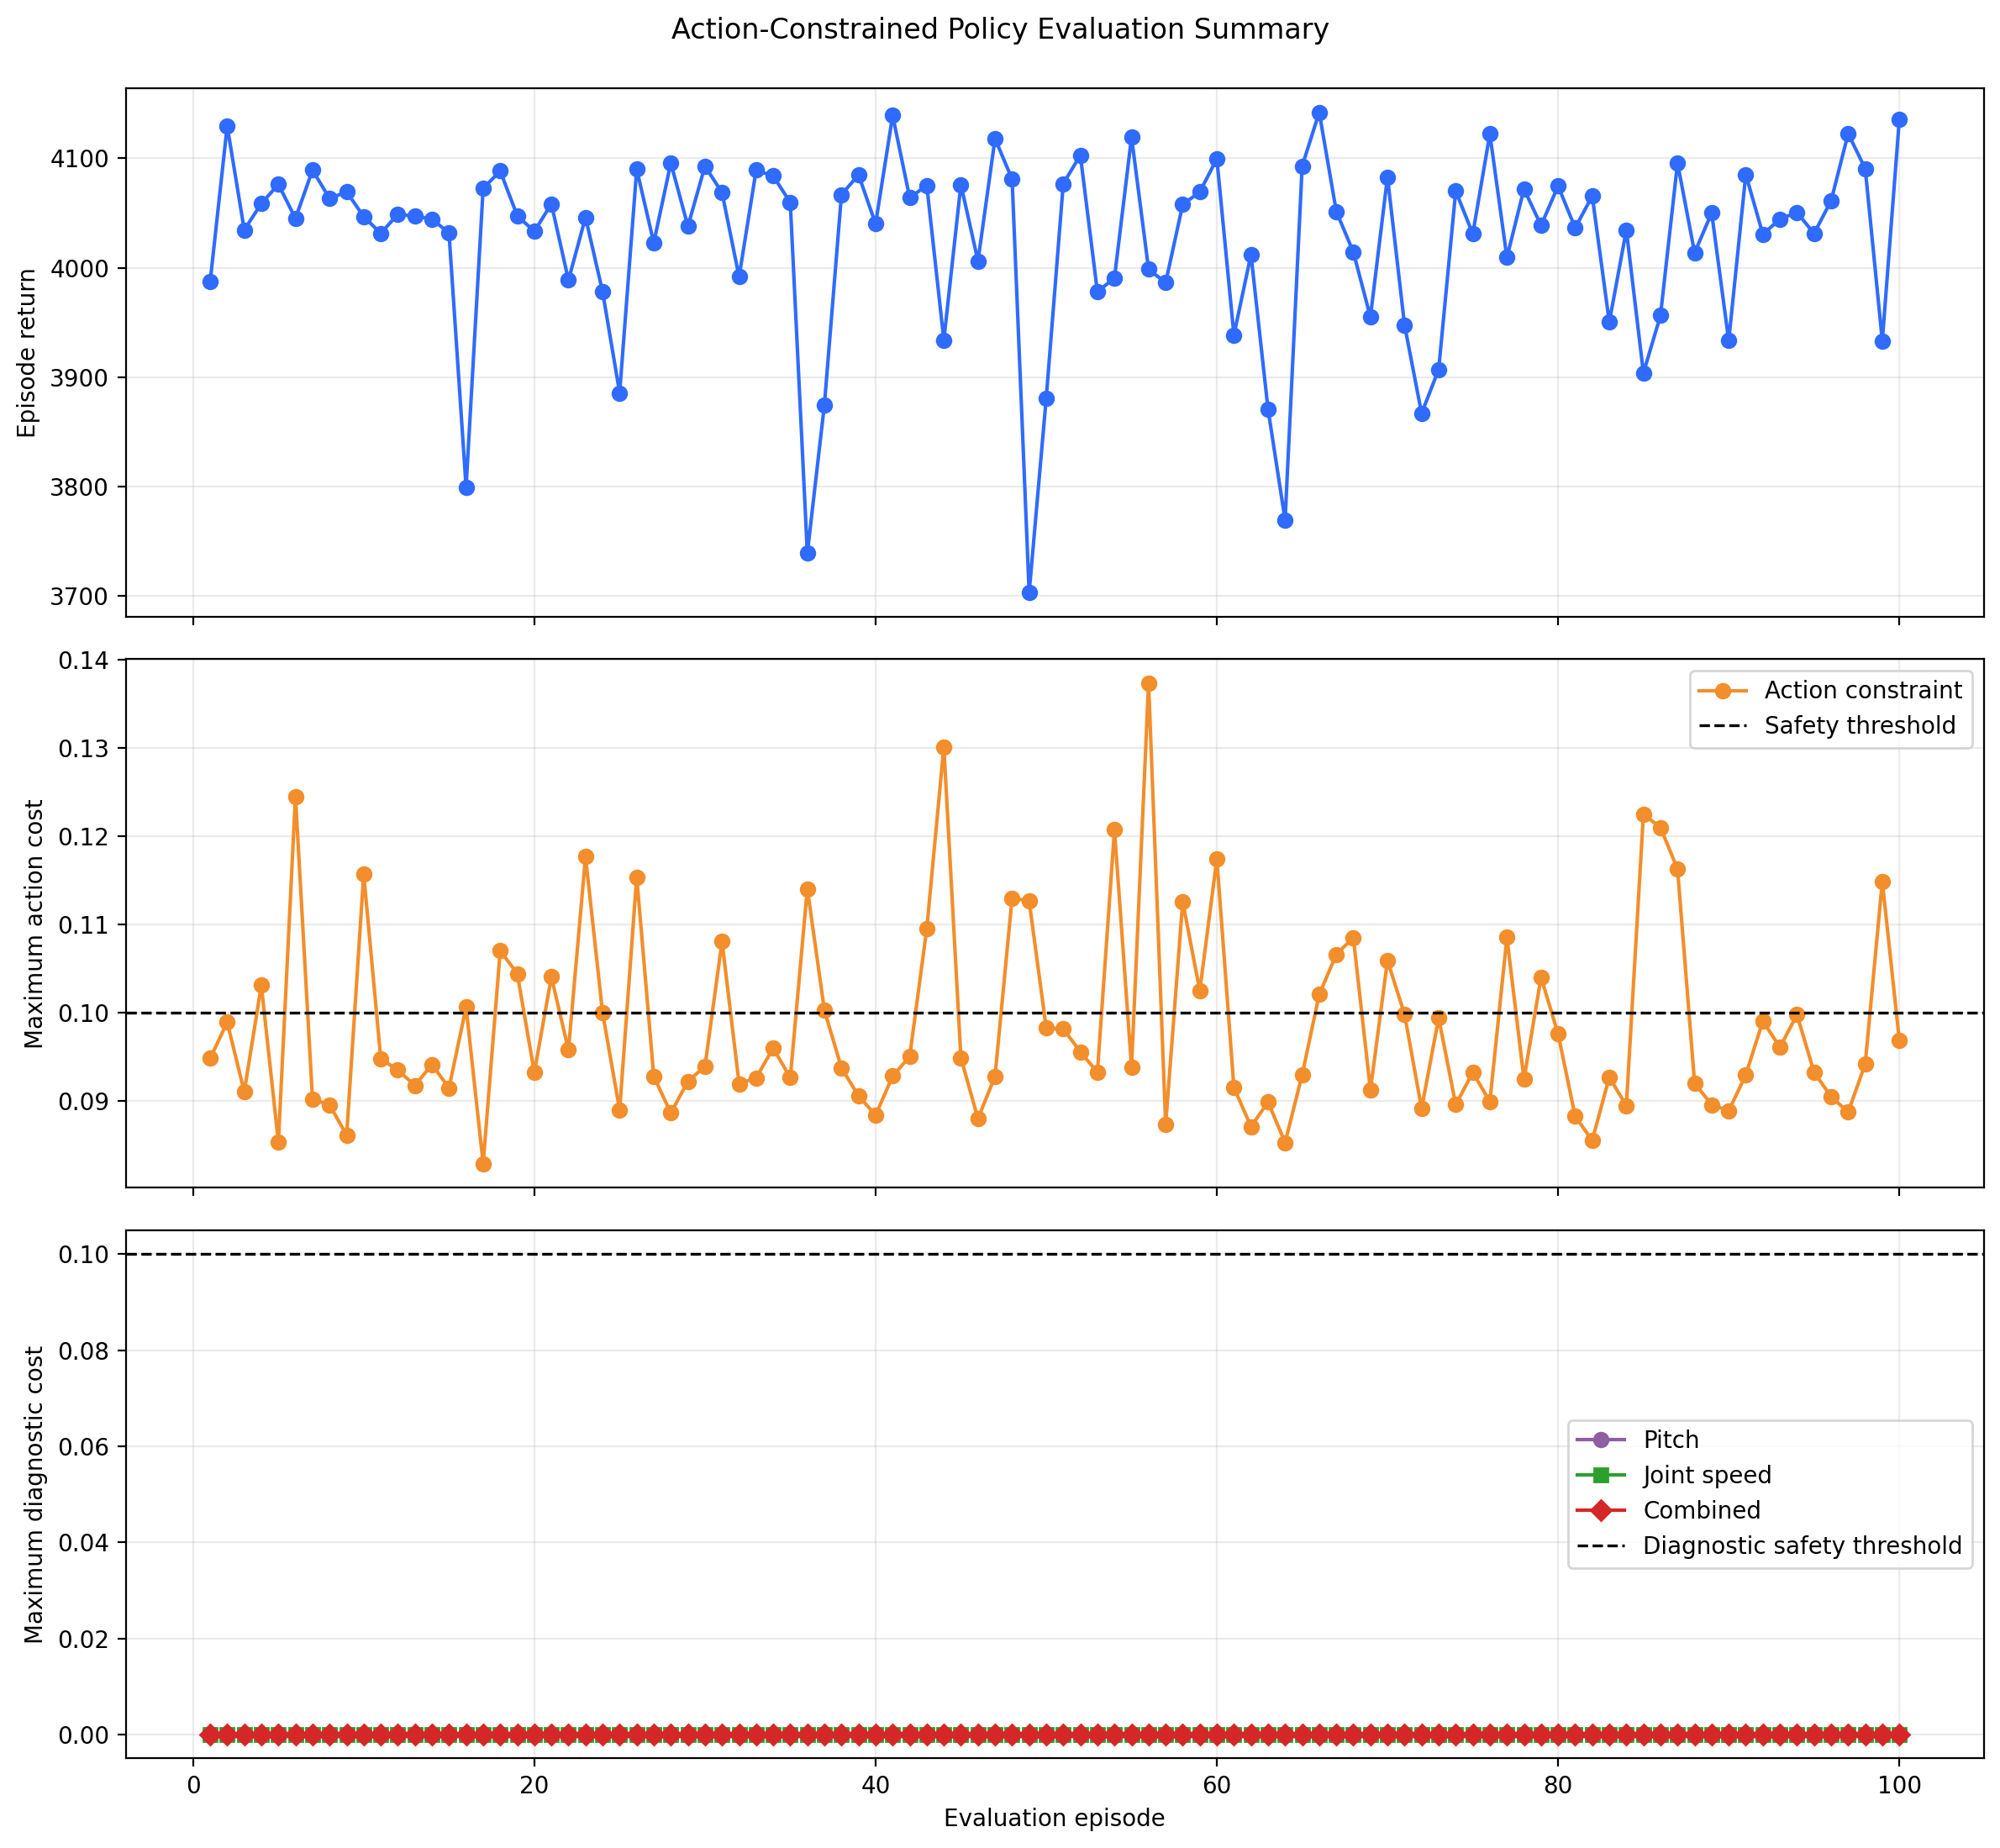 Action-Constrained Policy Evaluation Summary
Episode return
4100
4000
3900
3800
3700
Maximum action cost
0.14
0.13
0.12
0.11
0.10
0.09
Action constraint
Safety threshold
Maximum diagnostic cost
0.10
0.08
0.06
0.04
0.02
0.00
Pitch
Joint speed
Combined
Diagnostic safety threshold
0 20 40 60 80 100
Evaluation episode